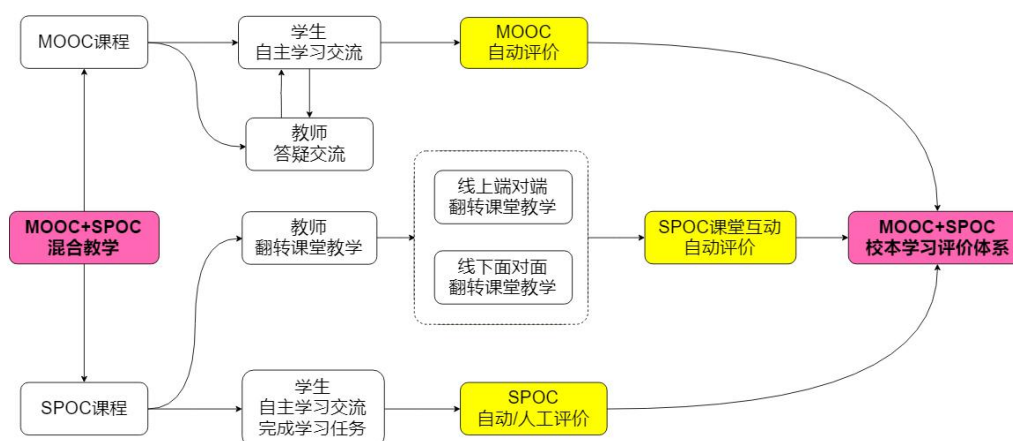 MOOC课程
学生
自主学习交流
MOOC
自动评价
教师
答疑交流
MOOC+SPOC
混合教学
教师
翻转课堂教学
线上端对端
翻转课堂教学
线下面对面
翻转课堂教学
SPOC课堂互动
自动评价
MOOC+SPOC
校本学习评价体系
SPOC课程
学生
自主学习交流
完成学习任务
SPOC
自动/人工评价